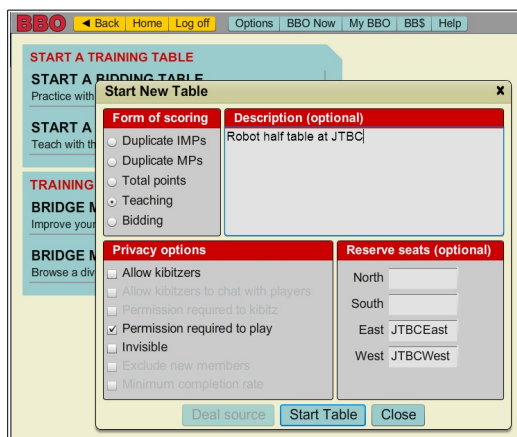 BBO ◄ Back Home Log off Options BBO Now My BBO BB$ Help
START A TRAINING TABLE
START A BIDDING TABLE
Practice with
START A
Teach with th
TRAINING
BRIDGE M
Improve your
BRIDGE M
Browse a div
Start New Table x
Form of scoring
Duplicate IMPs
Duplicate MPs
Total points
Teaching
Bidding
Description (optional)
Robot half table at JTBC
Privacy options
Allow kibitzers
Allow kibitzers to chat with players
Permission required to kibitz
Permission required to play
Invisible
Exclude new members
Minimum completion rate
Reserve seats (optional)
North
South
East JTBCEast
West JTBCWest
Deal source Start Table Close